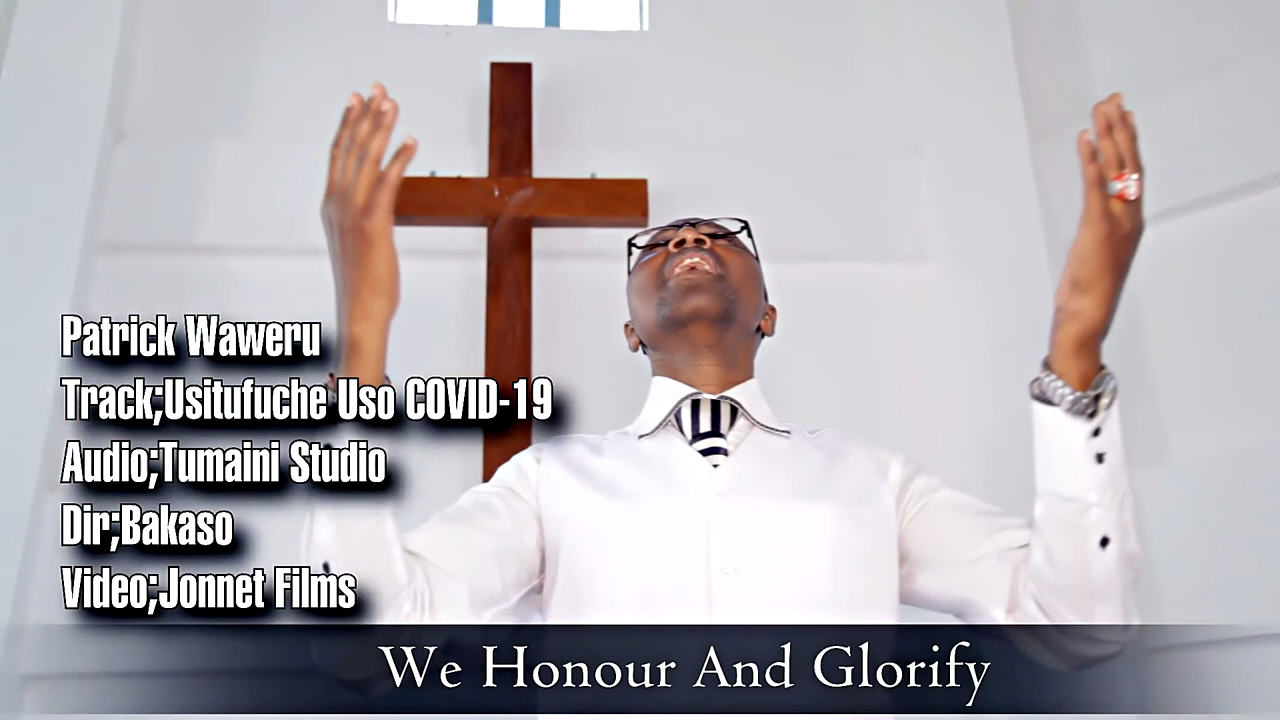 Patrick Waweru
Track;Usitufuche Uso COVID-19
Audio;Tumaini Studio
Dir;Bakaso
Video;Jonnet Films
We Honour And Glorify